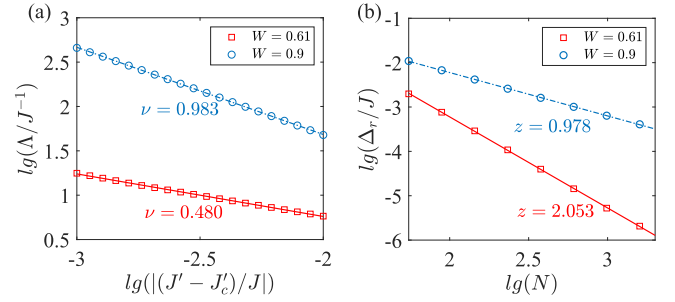 (a)
W = 0.61
W = 0.9
ν = 0.983
ν = 0.480
lg(Λ/J⁻¹)
3
2.5
2
1.5
1
0.5
-3
-2.5
-2
lg(|(J′ − J′c)/J|)
(b)
W = 0.61
W = 0.9
z = 0.978
z = 2.053
lg(Δr/J)
-1
-2
-3
-4
-5
-6
2
2.5
3
lg(N)